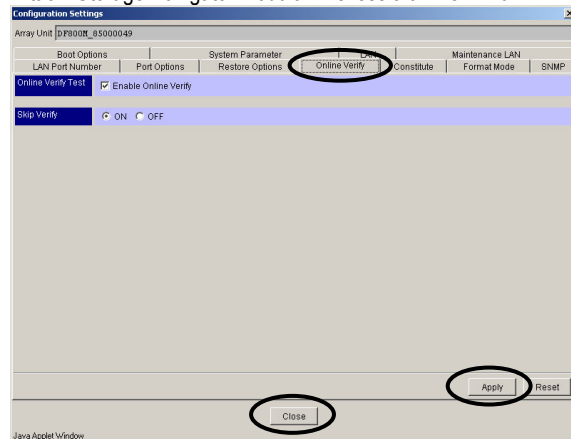 Configuration Settings
Array Unit DF800M_85000049
Boot Options System Parameter LAN Maintenance LAN
LAN Port Number Port Options Restore Options Online Verify Constitute Format Mode SNMP
Online Verify Test Enable Online Verify
Skip Verify ON OFF
Apply Reset
Close
Java Applet Window